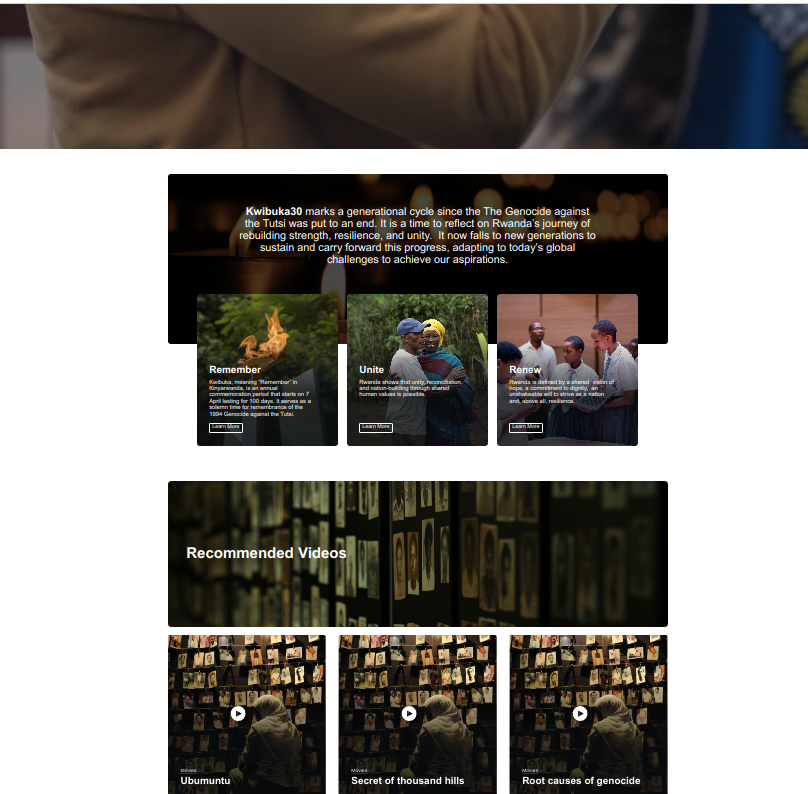 Kwibuka30 marks a generational cycle since the The Genocide against
the Tutsi was put to an end. It is a time to reflect on Rwanda's journey of
rebuilding strength, resilience, and unity. It now falls to new generations to
sustain and carry forward this progress, adapting to today's global
challenges to achieve our aspirations.
Remember
Kwibuka, meaning "Remember" in
Kinyarwanda, is an annual
commemoration period that starts on 7
April lasting for 100 days. It serves as a
solemn time for remembrance of the
1994 Genocide against the Tutsi.
Learn More
Unite
Rwanda shows that unity, reconciliation,
and nation-building through shared
human values is possible.
Learn More
Renew
Rwanda is defined by a shared vision of
hope, a commitment to dignity, an
unshakeable will to strive as a nation
and, above all, resilience.
Learn More
Recommended Videos
Movies
Ubumuntu
Movies
Secret of thousand hills
Movies
Root causes of genocide